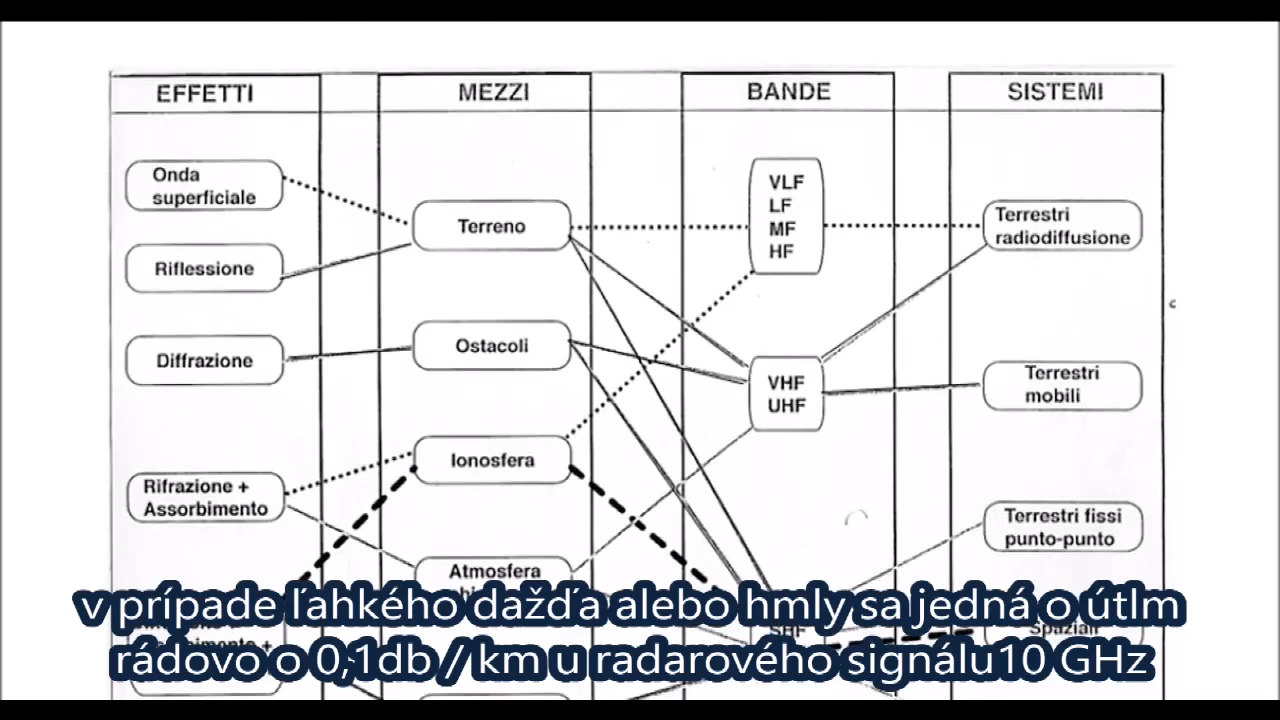 EFFETTI
MEZZI
BANDE
SISTEMI
Onda
superficiale
Riflessione
Diffrazione
Rifrazione +
Assorbimento
Terreno
Ostacoli
Ionosfera
Atmosfera
VLF
LF
MF
HF
VHF
UHF
SHF
Terrestri
radiodiffusione
Terrestri
mobili
Terrestri fissi
punto-punto
Spaziali
v prípade ľahkého dažďa alebo hmly sa jedná o útlm
rádovo o 0,1db / km u radarového signálu10 GHz